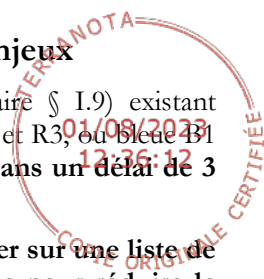 njeux
aire § I.9) existant
et R3, ou bleue B1
ans un délai de 3
er sur une liste de
pour réduire le
TERRANOTA
01/08/2023
12:36:12
COPIE ORIGINALE CERTIFIÉE